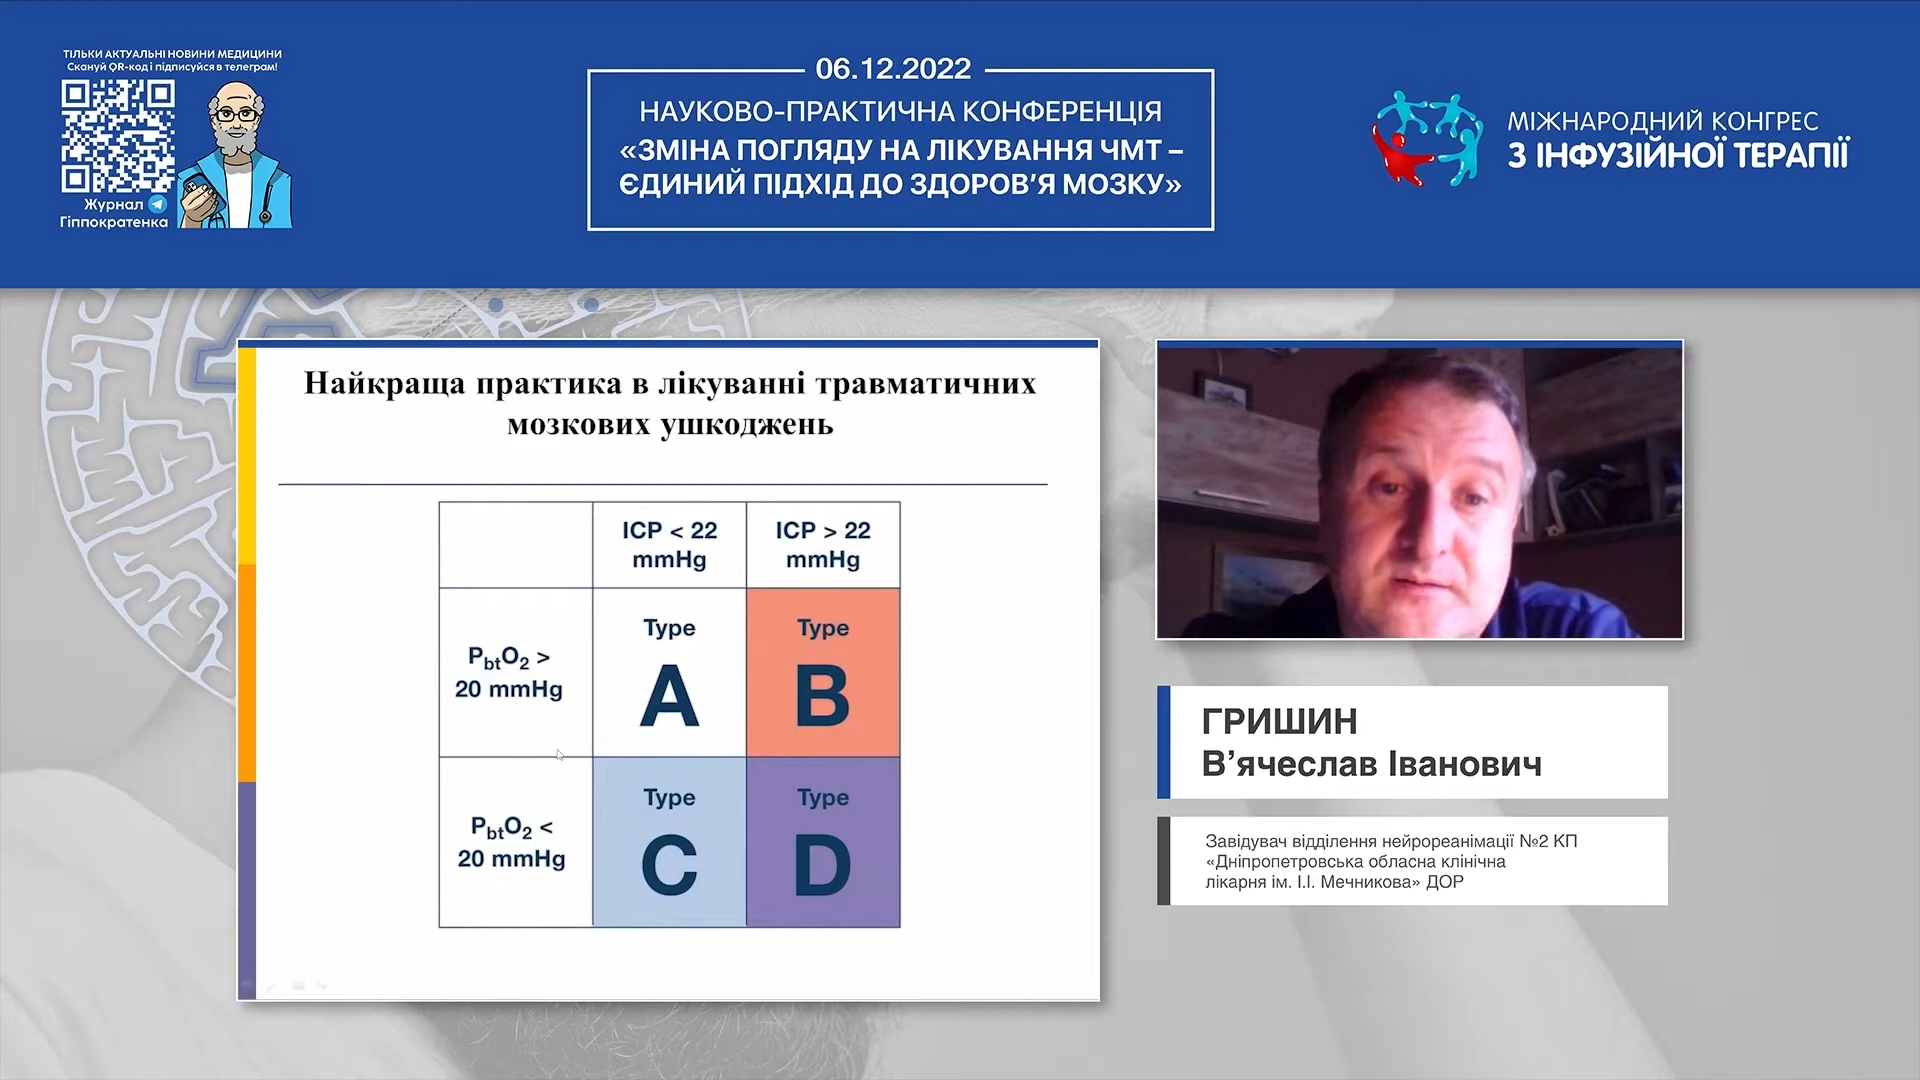 ТІЛЬКИ АКТУАЛЬНІ НОВИНИ МЕДИЦИНИ
Скануй QR-код і підписуйся в телеграм!
Журнал
Гіппократенка
06.12.2022
НАУКОВО-ПРАКТИЧНА КОНФЕРЕНЦІЯ
«ЗМІНА ПОГЛЯДУ НА ЛІКУВАННЯ ЧМТ –
ЄДИНИЙ ПІДХІД ДО ЗДОРОВ’Я МОЗКУ»
МІЖНАРОДНИЙ КОНГРЕС
З ІНФУЗІЙНОЇ ТЕРАПІЇ
Найкраща практика в лікуванні травматичних
мозкових ушкоджень
ICP < 22
mmHg
ICP > 22
mmHg
PbtO2 >
20 mmHg
Type
A
Type
B
PbtO2 <
20 mmHg
Type
C
Type
D
ГРИШИН
В’ячеслав Іванович
Завідувач відділення нейрореанімації №2 КП
«Дніпропетровська обласна клінічна
лікарня ім. І.І. Мечникова» ДОР